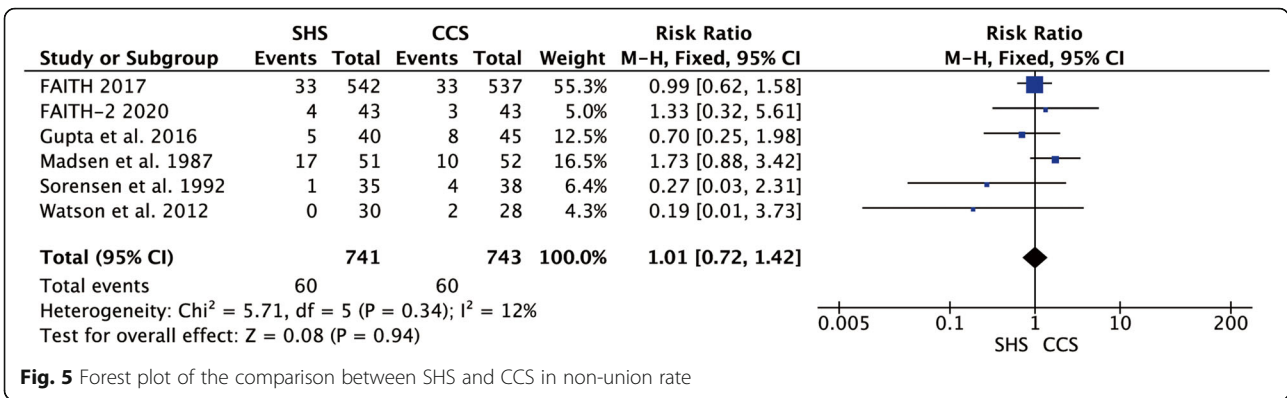 SHS CCS Risk Ratio Risk Ratio
Study or Subgroup Events Total Events Total Weight M-H, Fixed, 95% CI M-H, Fixed, 95% CI
FAITH 2017 33 542 33 537 55.3% 0.99 [0.62, 1.58]
FAITH-2 2020 4 43 3 43 5.0% 1.33 [0.32, 5.61]
Gupta et al. 2016 5 40 8 45 12.5% 0.70 [0.25, 1.98]
Madsen et al. 1987 17 51 10 52 16.5% 1.73 [0.88, 3.42]
Sorensen et al. 1992 1 35 4 38 6.4% 0.27 [0.03, 2.31]
Watson et al. 2012 0 30 2 28 4.3% 0.19 [0.01, 3.73]
Total (95% CI) 741 743 100.0% 1.01 [0.72, 1.42]
Total events 60 60
Heterogeneity: Chi² = 5.71, df = 5 (P = 0.34); I² = 12%
Test for overall effect: Z = 0.08 (P = 0.94)
0.005 0.1 1 10 200
SHS CCS
Fig. 5 Forest plot of the comparison between SHS and CCS in non-union rate